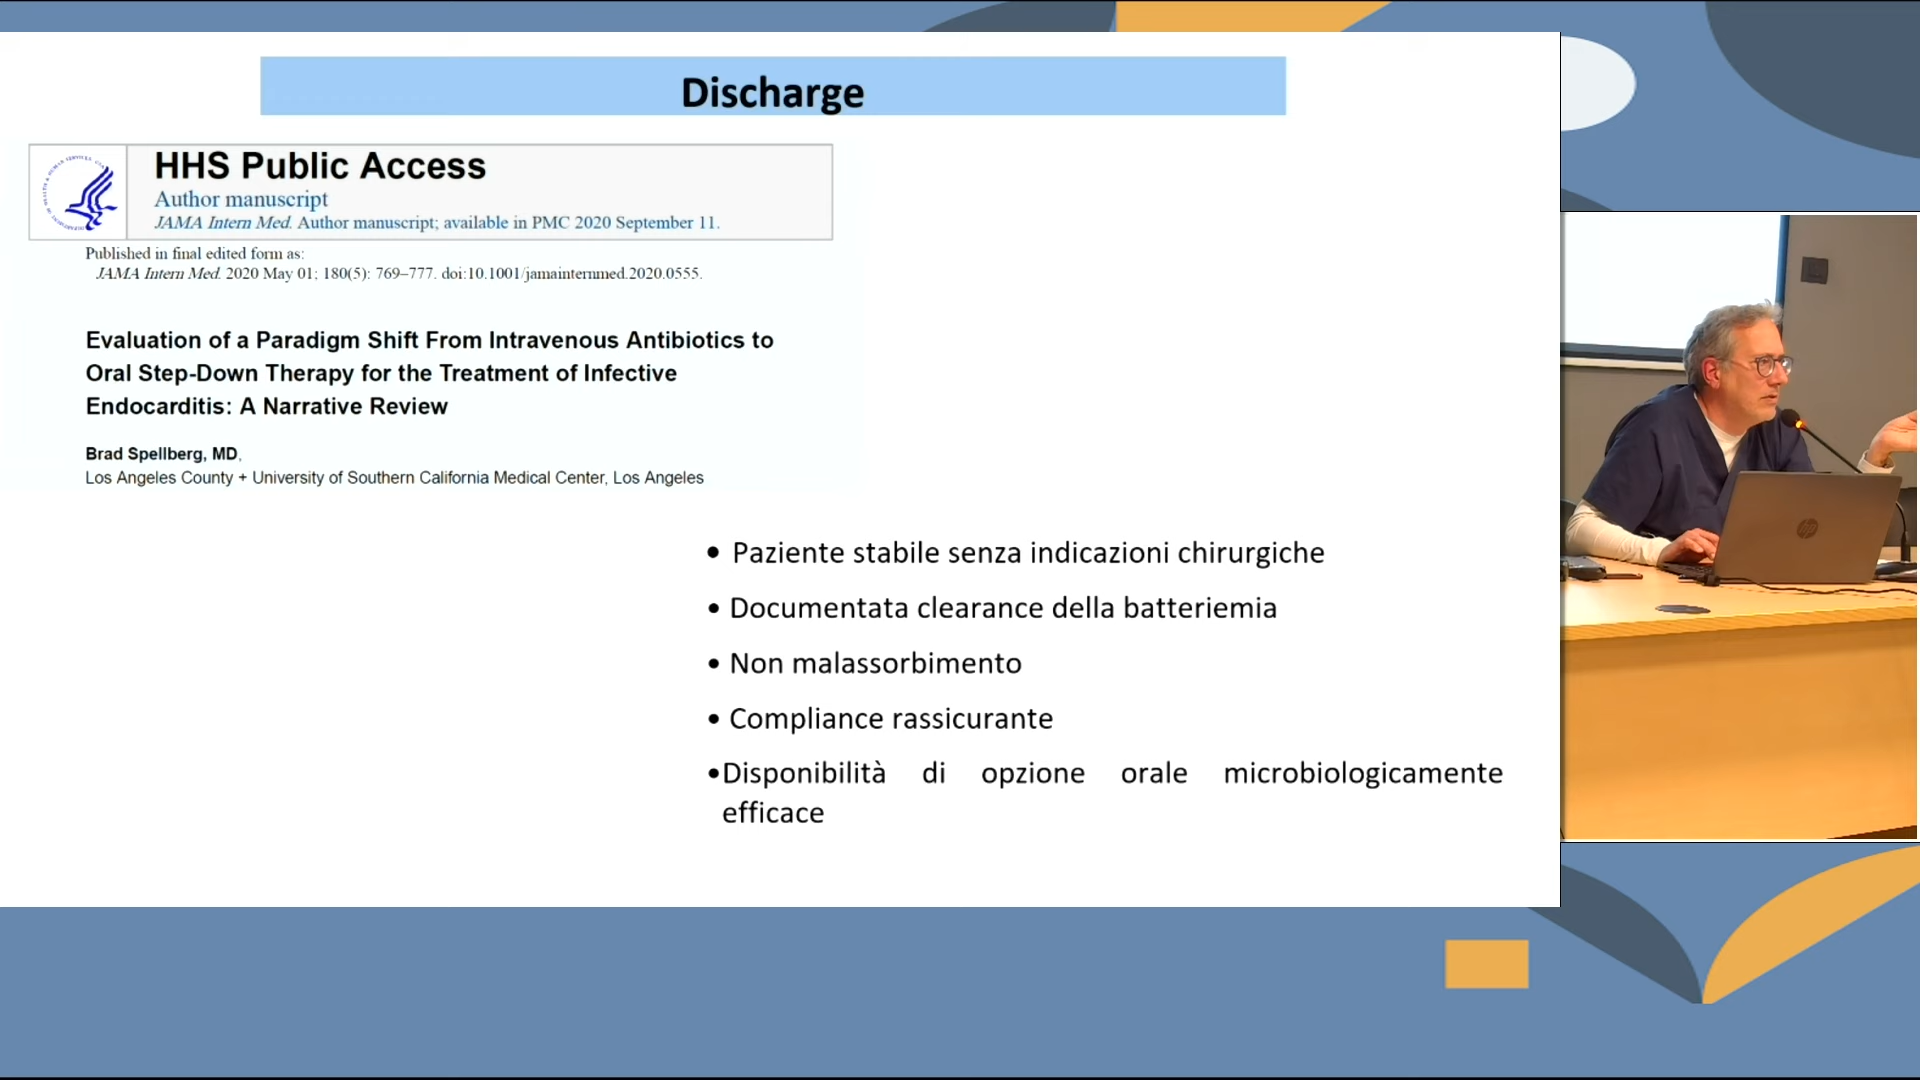 Discharge
HHS Public Access
Author manuscript
JAMA Intern Med. Author manuscript; available in PMC 2020 September 11.
Published in final edited form as:
JAMA Intern Med. 2020 May 01; 180(5): 769–777. doi:10.1001/jamainternmed.2020.0555.
Evaluation of a Paradigm Shift From Intravenous Antibiotics to
Oral Step-Down Therapy for the Treatment of Infective
Endocarditis: A Narrative Review
Brad Spellberg, MD,
Los Angeles County + University of Southern California Medical Center, Los Angeles
• Paziente stabile senza indicazioni chirurgiche
• Documentata clearance della batteriemia
• Non malassorbimento
• Compliance rassicurante
•Disponibilità di opzione orale microbiologicamente
efficace
hp